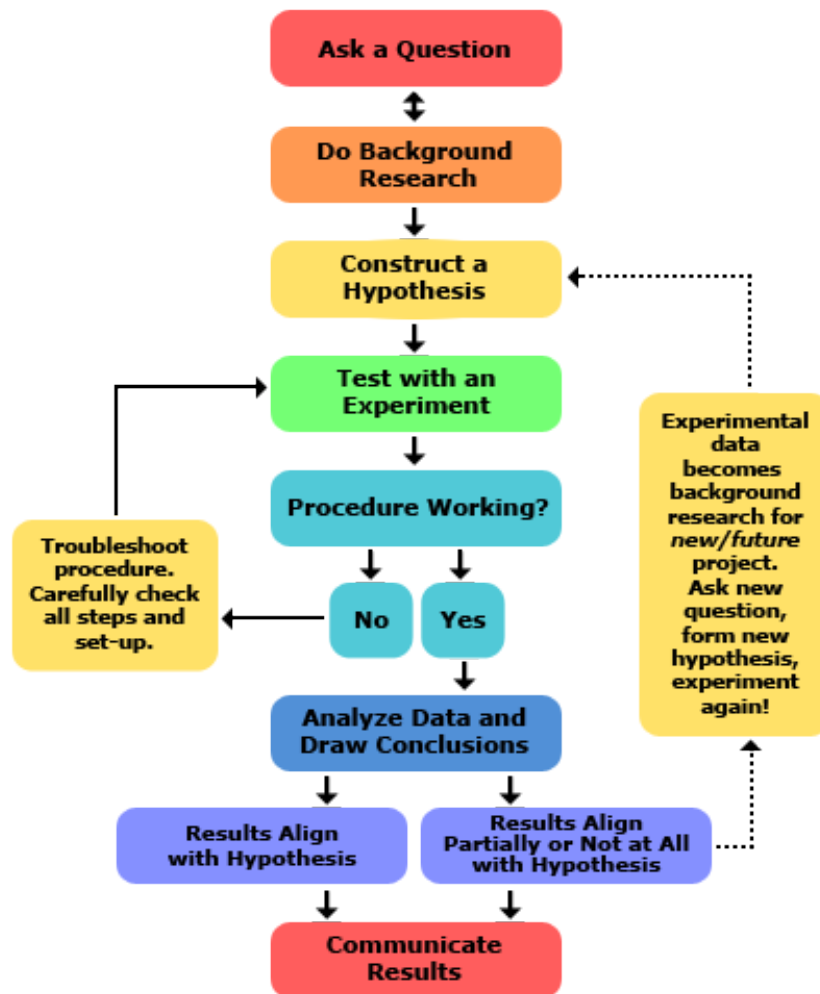 Ask a Question
Do Background
Research
Construct a
Hypothesis
Test with an
Experiment
Procedure Working?
No
Yes
Troubleshoot
procedure.
Carefully check
all steps and
set-up.
Experimental
data
becomes
background
research for
new/future
project.
Ask new
question,
form new
hypothesis,
experiment
again!
Analyze Data and
Draw Conclusions
Results Align
with Hypothesis
Results Align
Partially or Not at All
with Hypothesis
Communicate
Results